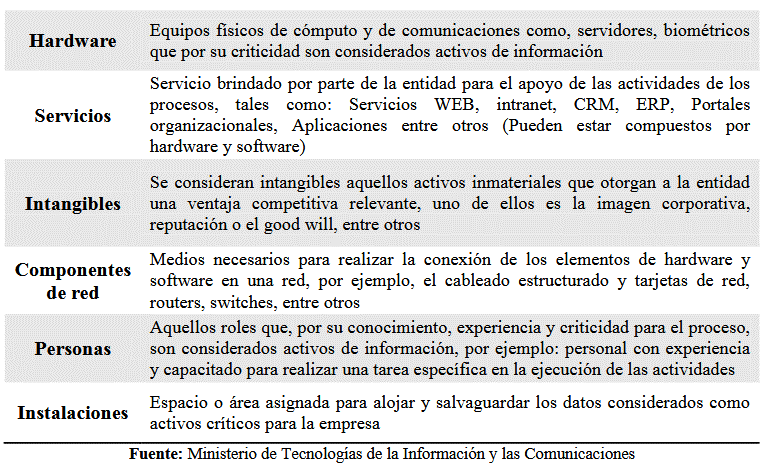 Hardware
Equipos físicos de cómputo y de comunicaciones como, servidores, biométricos
que por su criticidad son considerados activos de información
Servicios
Servicio brindado por parte de la entidad para el apoyo de las actividades de los
procesos, tales como: Servicios WEB, intranet, CRM, ERP, Portales
organizacionales, Aplicaciones entre otros (Pueden estar compuestos por
hardware y software)
Intangibles
Se consideran intangibles aquellos activos inmateriales que otorgan a la entidad
una ventaja competitiva relevante, uno de ellos es la imagen corporativa,
reputación o el good will, entre otros
Componentes
de red
Medios necesarios para realizar la conexión de los elementos de hardware y
software en una red, por ejemplo, el cableado estructurado y tarjetas de red,
routers, switches, entre otros
Personas
Aquellos roles que, por su conocimiento, experiencia y criticidad para el proceso,
son considerados activos de información, por ejemplo: personal con experiencia
y capacitado para realizar una tarea específica en la ejecución de las actividades
Instalaciones
Espacio o área asignada para alojar y salvaguardar los datos considerados como
activos críticos para la empresa
Fuente: Ministerio de Tecnologías de la Información y las Comunicaciones